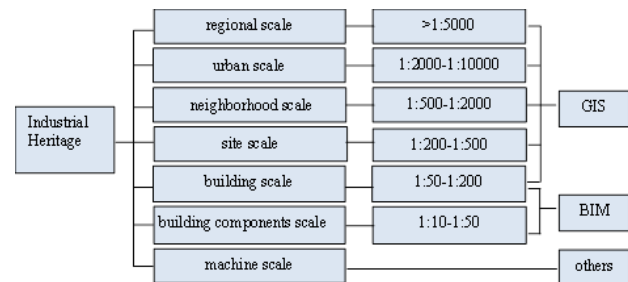 regional scale
>1:5000
urban scale
1:2000-1:10000
neighborhood scale
1:500-1:2000
GIS
Industrial
Heritage
site scale
1:200-1:500
building scale
1:50-1:200
BIM
building components scale
1:10-1:50
machine scale
others